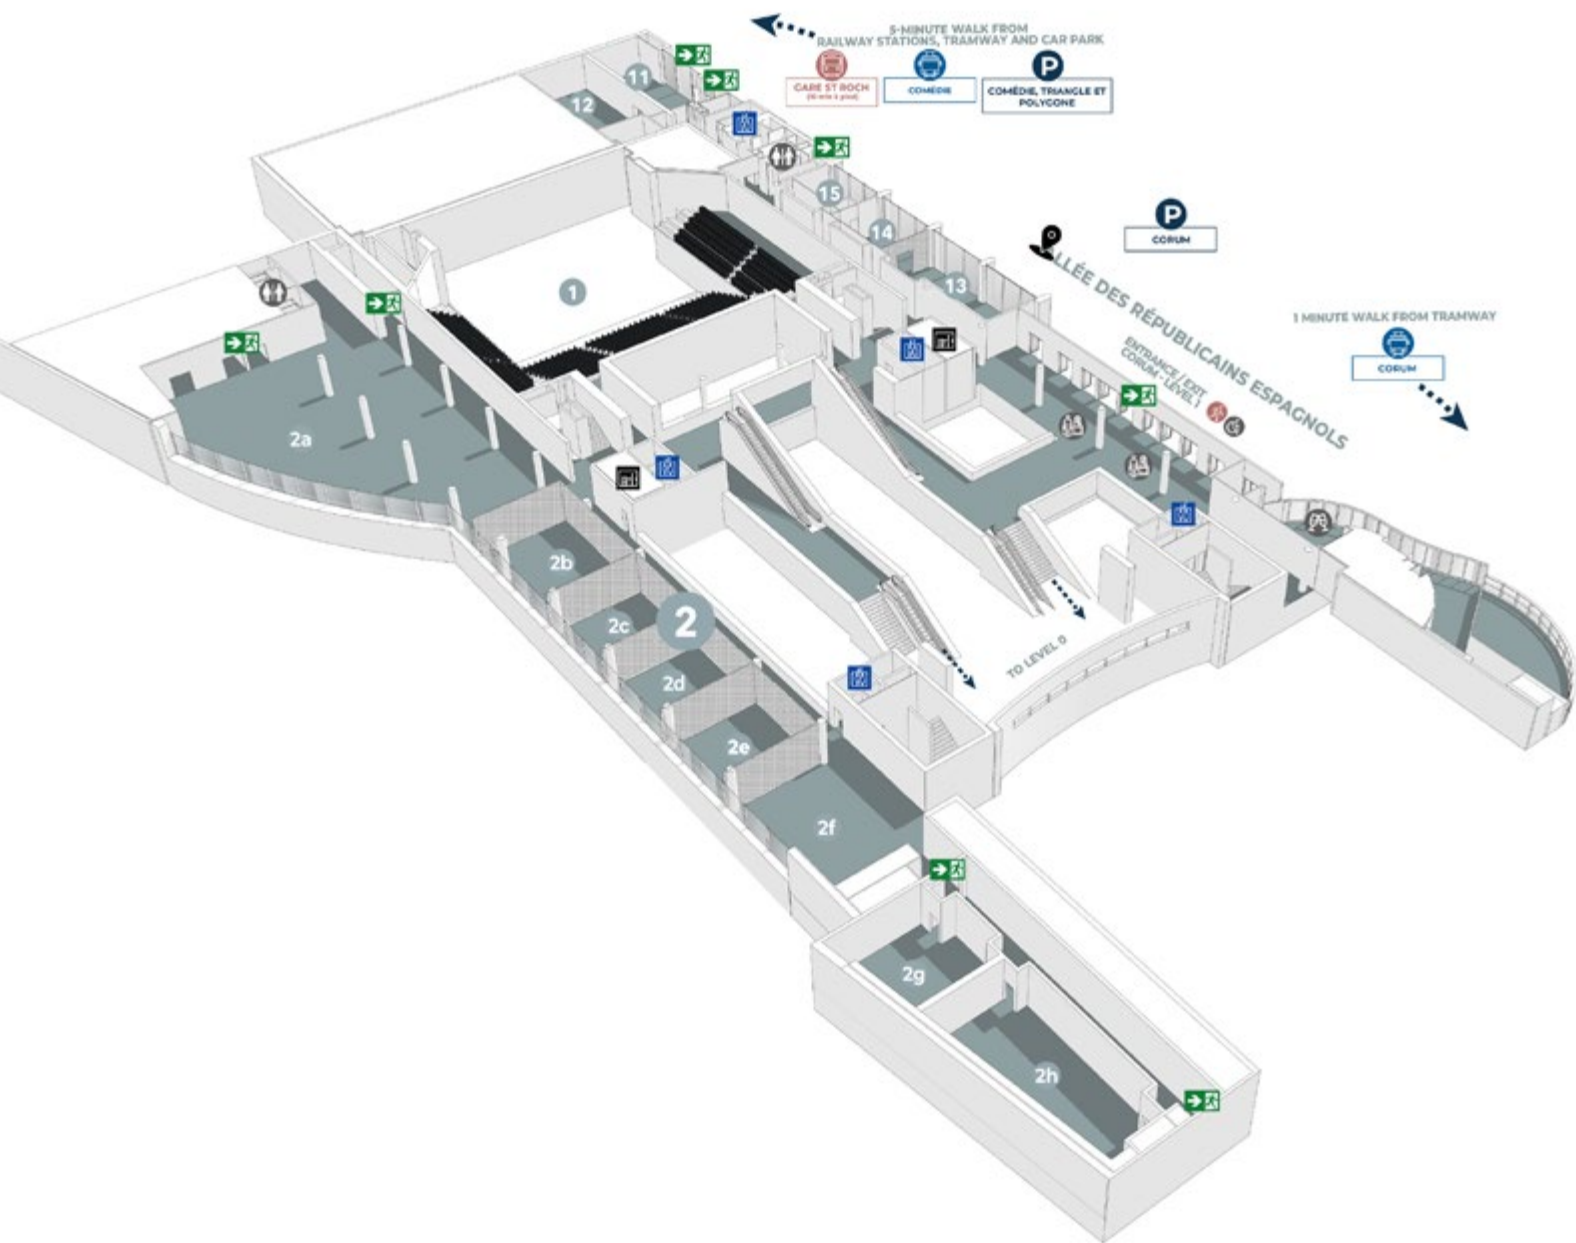 5-MINUTE WALK FROM
RAILWAY STATIONS, TRAMWAY AND CAR PARK
P
GARE ST ROCH
COMÉDIE
COMÉDIE, TRIANGLE ET
POLYGONE
11
12
15
14
13
1
P
CORUM
ALLÉE DES RÉPUBLICAINS ESPAGNOLS
1 MINUTE WALK FROM TRAMWAY
CORUM
ENTRANCE / EXIT
CORUM - LEVEL 1
2a
2b
2c
2
2d
2e
2f
2g
2h
TO LEVEL 0